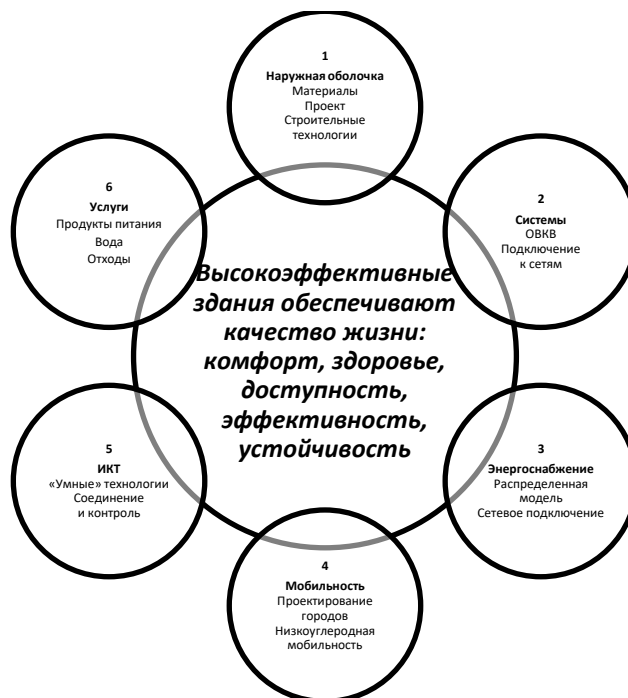 1
Наружная оболочка
Материалы
Проект
Строительные
технологии
2
Системы
ОВКВ
Подключение
к сетям
3
Энергоснабжение
Распределенная
модель
Сетевое подключение
4
Мобильность
Проектирование
городов
Низкоуглеродная
мобильность
5
ИКТ
«Умные» технологии
Соединение
и контроль
6
Услуги
Продукты питания
Вода
Отходы
Высокоэффективные
здания обеспечивают
качество жизни:
комфорт, здоровье,
доступность,
эффективность,
устойчивость